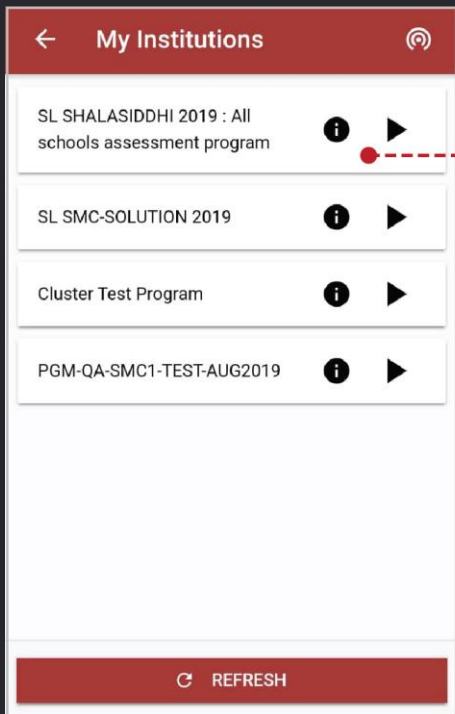 My Institutions
SL SHALASIDDHI 2019 : All
schools assessment program
SL SMC-SOLUTION 2019
Cluster Test Program
PGM-QA-SMC1-TEST-AUG2019
REFRESH